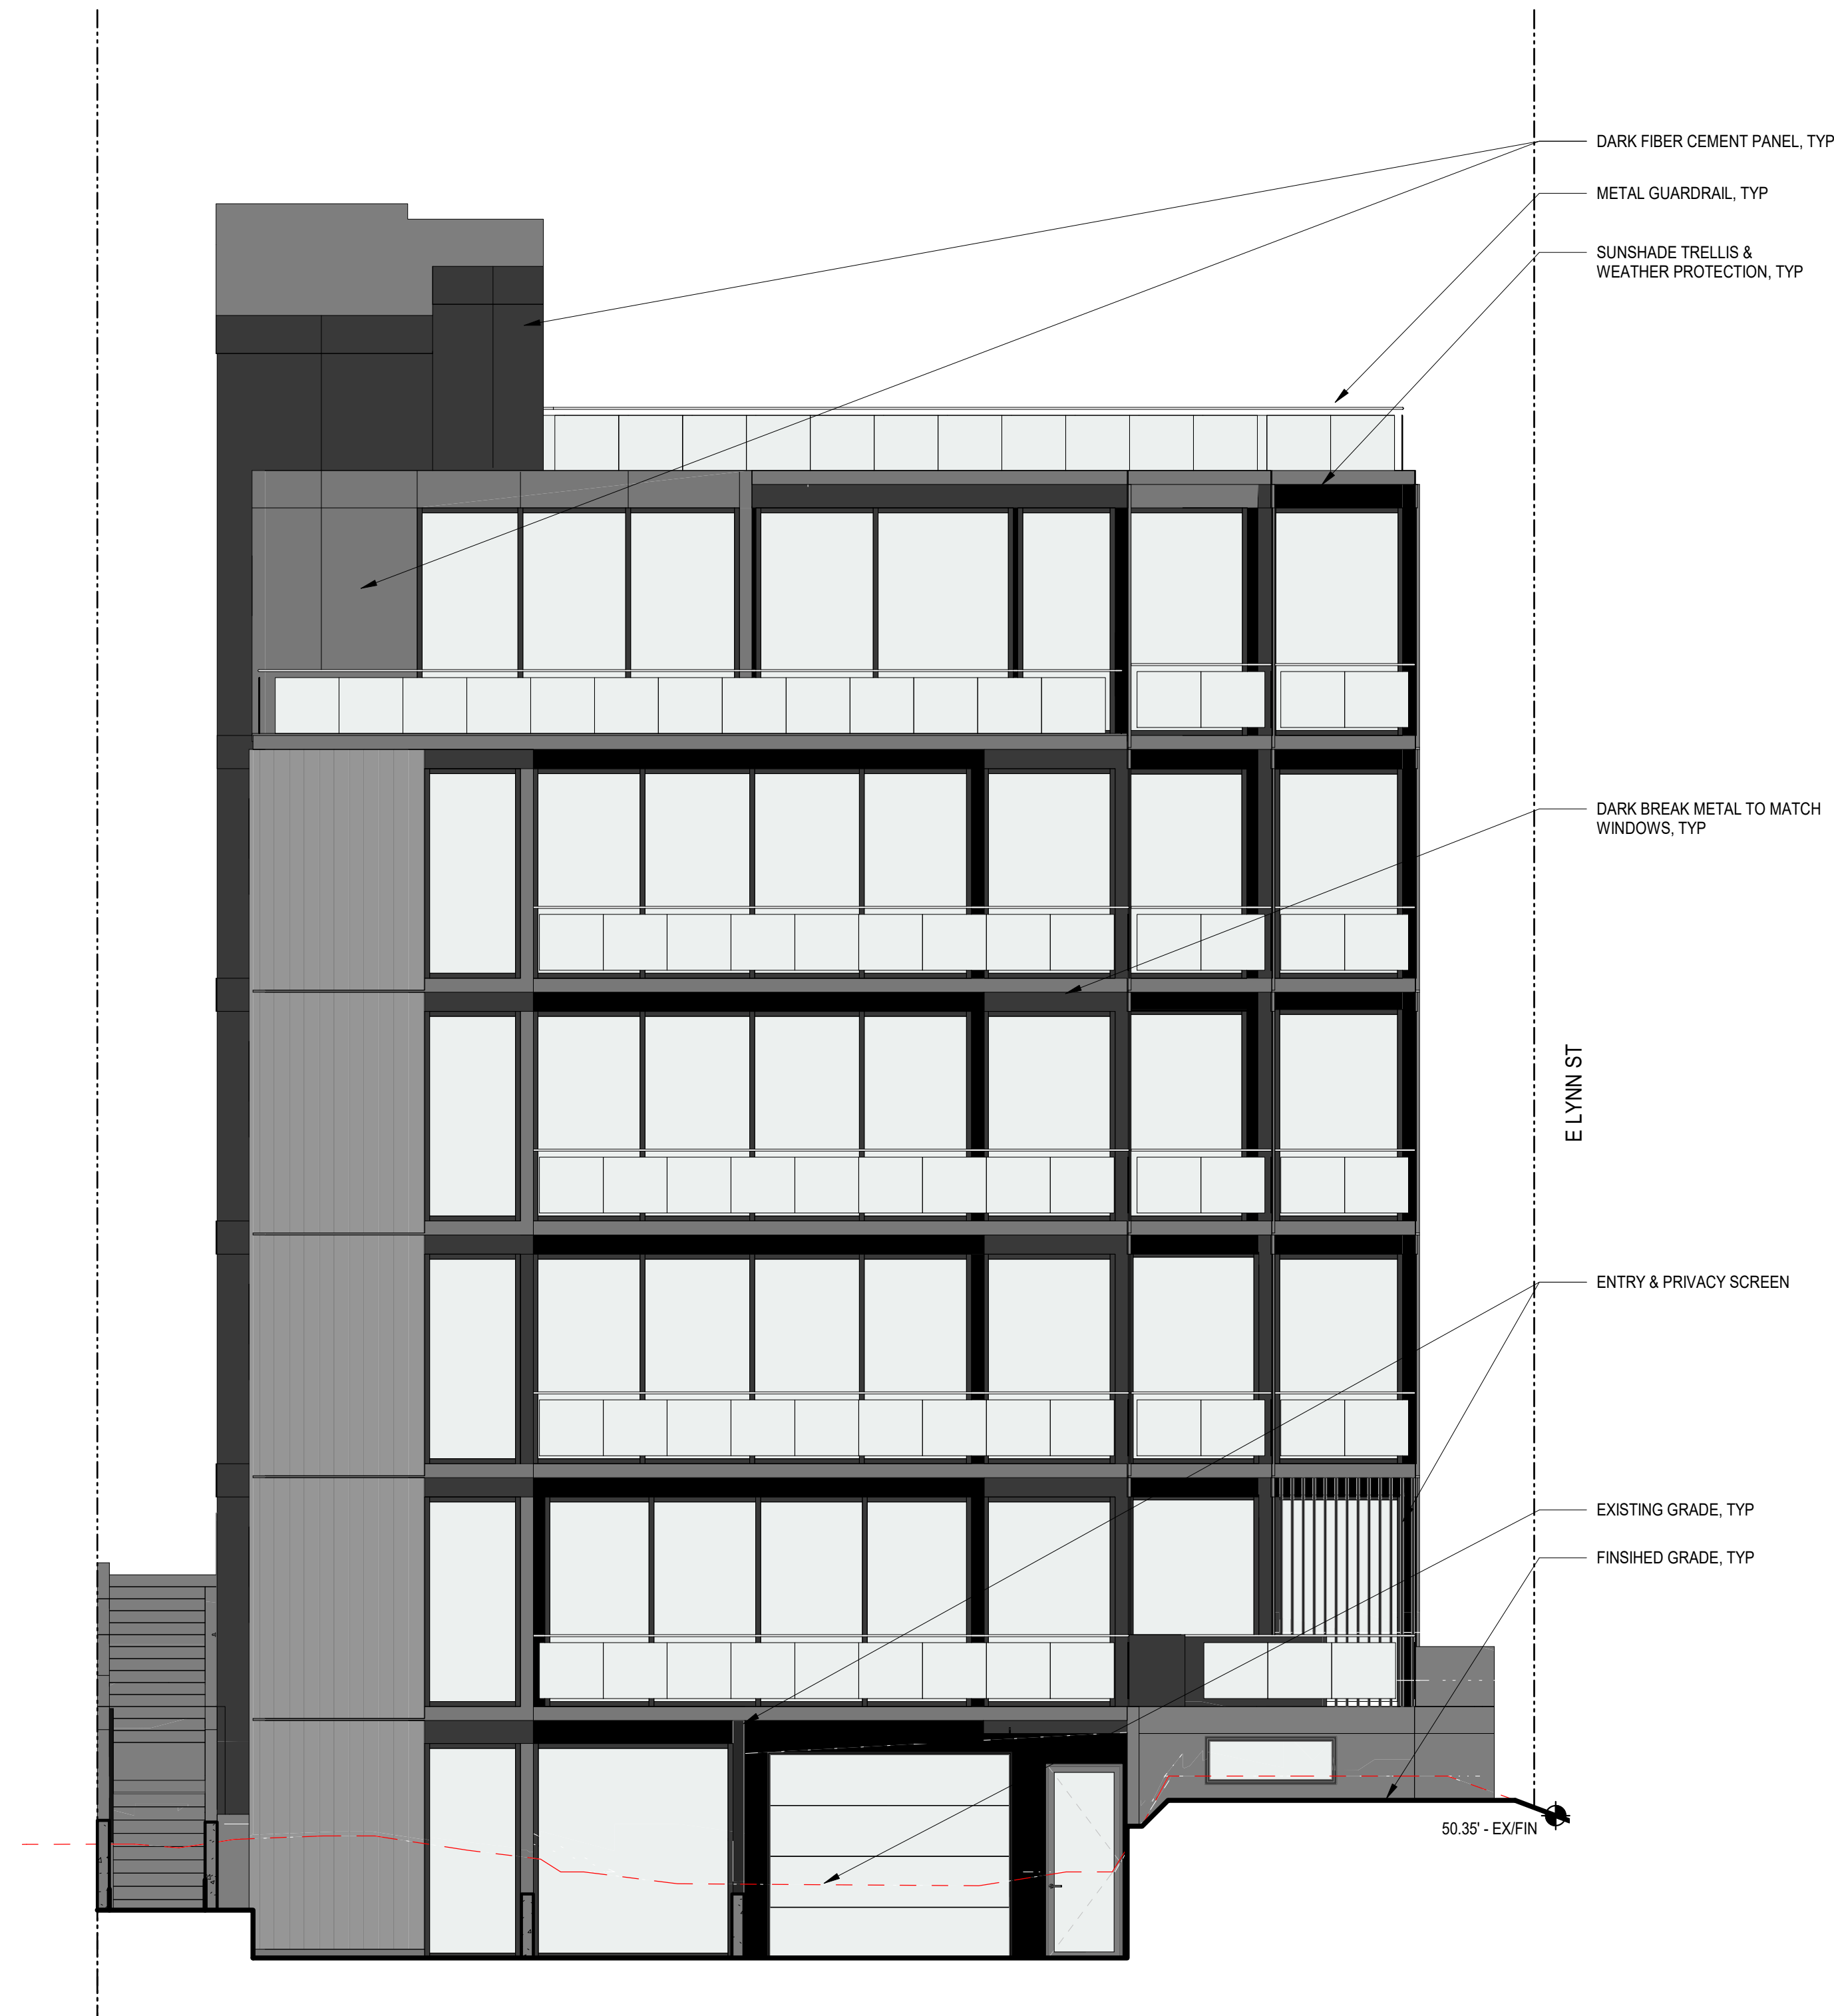 DARK FIBER CEMENT PANEL, TYP
METAL GUARDRAIL, TYP
SUNSHADE TRELLIS &
WEATHER PROTECTION, TYP
DARK BREAK METAL TO MATCH
WINDOWS, TYP
E LYNN ST
ENTRY & PRIVACY SCREEN
EXISTING GRADE, TYP
FINSIHED GRADE, TYP
50.35' - EX/FIN